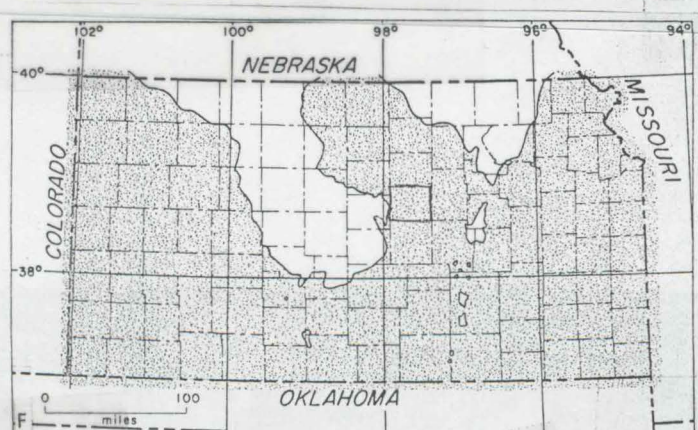 102° 100° 98° 96° 94°
40°
NEBRASKA
MISSOURI
COLORADO
38°
0 100
miles
OKLAHOMA
F